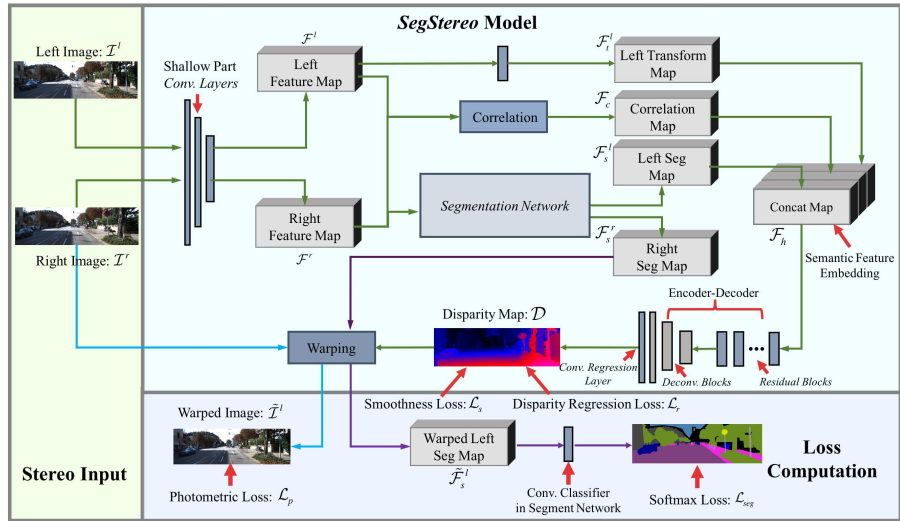 SegStereo Model
Left Image: 𝓘^l
Shallow Part
Conv. Layers
𝓕^l
Left
Feature Map
𝓕_t^l
Left Transform
Map
Correlation
𝓕_c
Correlation
Map
𝓕_s^l
Left Seg
Map
Segmentation Network
Right
Feature Map
𝓕^r
𝓕_s^r
Right
Seg Map
Concat Map
𝓕_h
Semantic Feature
Embedding
Right Image: 𝓘^r
Encoder-Decoder
Disparity Map: 𝓓
Warping
Conv. Regression
Layer
Deconv. Blocks
Residual Blocks
Smoothness Loss: 𝓛_s
Disparity Regression Loss: 𝓛_r
Warped Image: 𝓘̃^l
Warped Left
Seg Map
𝓕̃_s^l
Photometric Loss: 𝓛_p
Conv. Classifier
in Segment Network
Softmax Loss: 𝓛_seg
Stereo Input
Loss
Computation